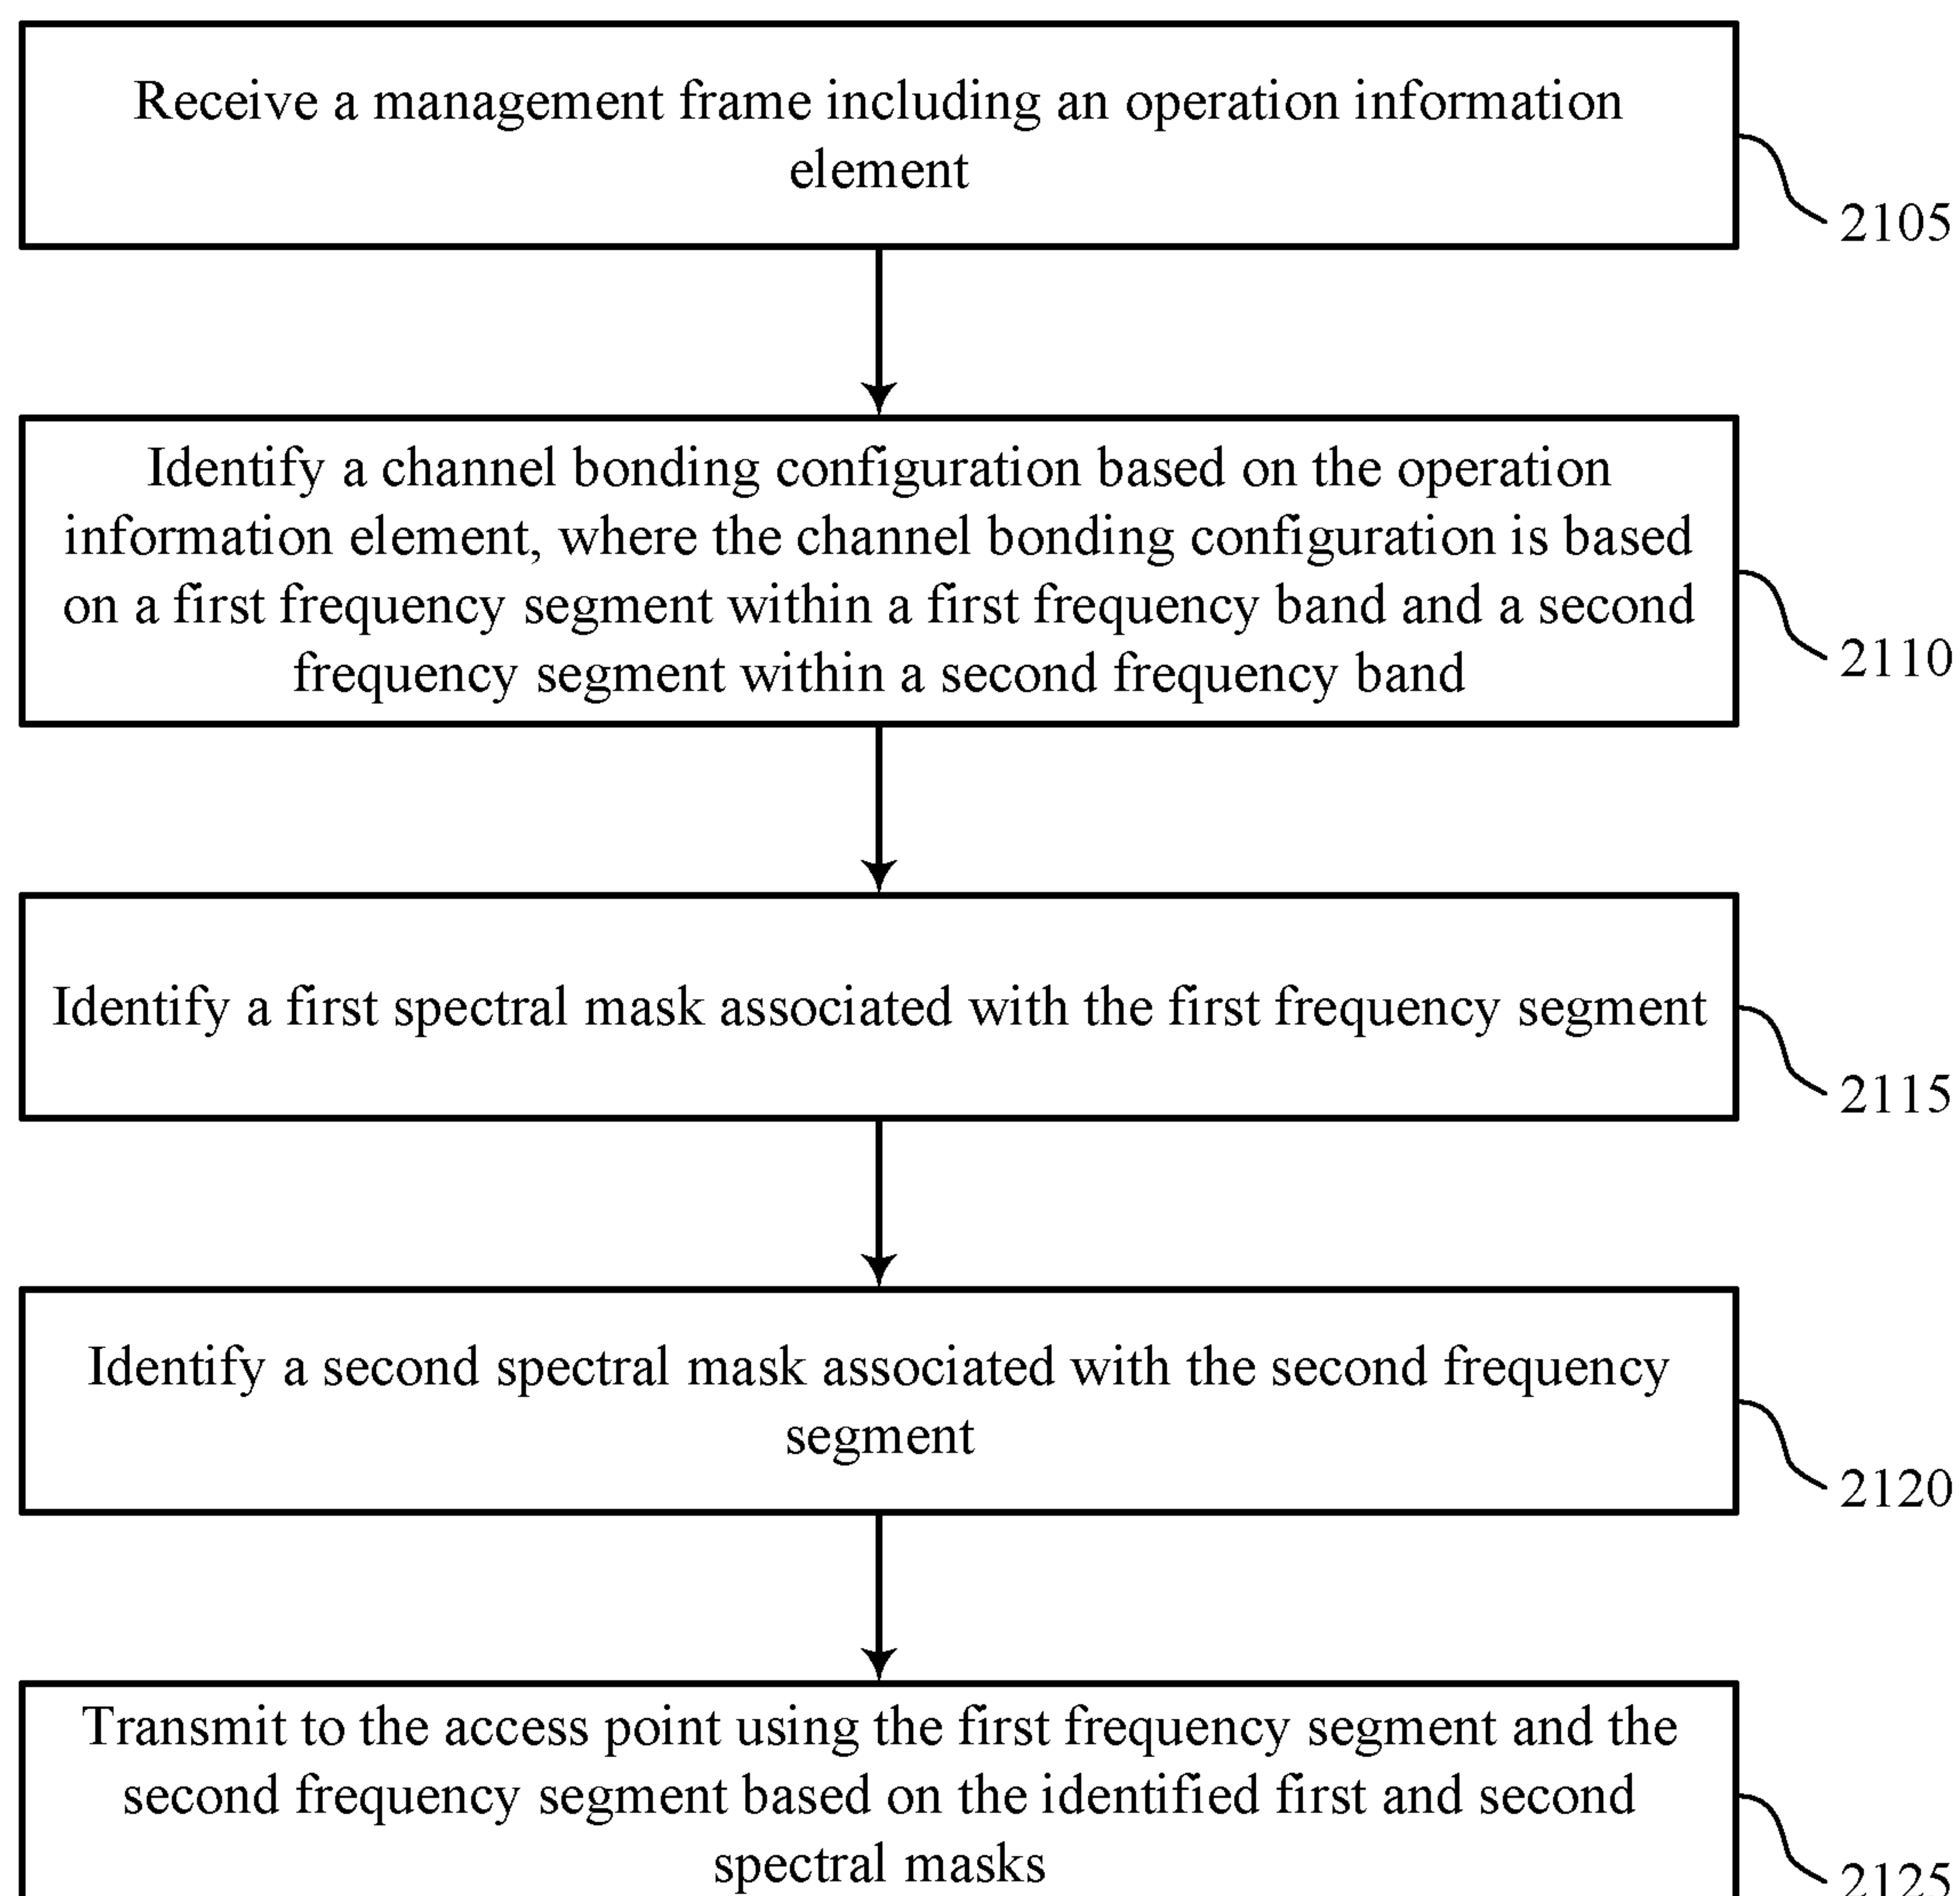 Receive a management frame including an operation information
element
2105
Identify a channel bonding configuration based on the operation
information element, where the channel bonding configuration is based
on a first frequency segment within a first frequency band and a second
frequency segment within a second frequency band
2110
Identify a first spectral mask associated with the first frequency segment
2115
Identify a second spectral mask associated with the second frequency
segment
2120
Transmit to the access point using the first frequency segment and the
second frequency segment based on the identified first and second
spectral masks
2125